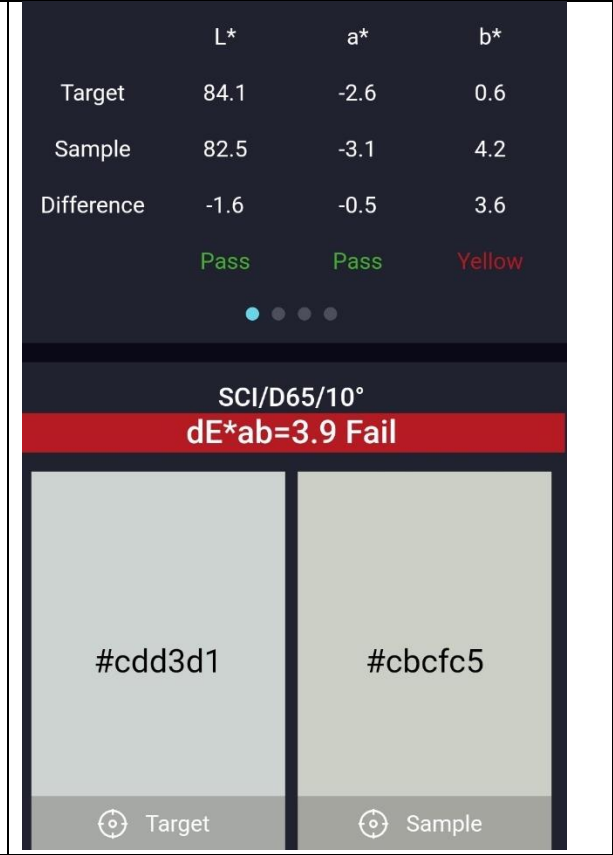 L* a* b*
Target 84.1 -2.6 0.6
Sample 82.5 -3.1 4.2
Difference -1.6 -0.5 3.6
Pass Pass Yellow
SCI/D65/10°
dE*ab=3.9 Fail
#cdd3d1 #cbcfc5
Target Sample